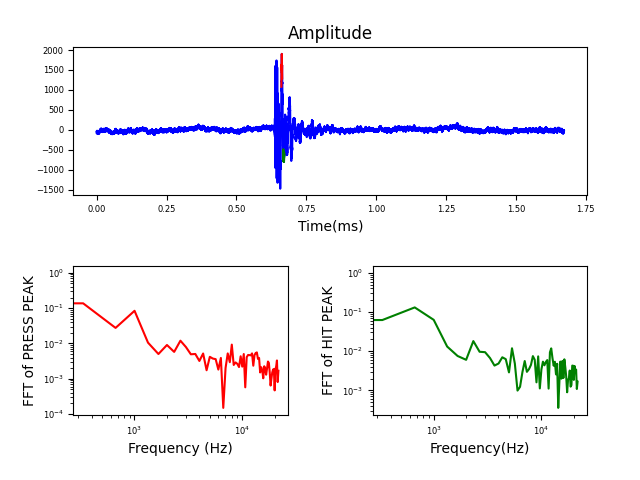 Amplitude
2000
1500
1000
500
0
−500
−1000
−1500
0.00 0.25 0.50 0.75 1.00 1.25 1.50 1.75
Time(ms)
FFT of PRESS PEAK
10⁰
10⁻¹
10⁻²
10⁻³
10⁻⁴
10³ 10⁴
Frequency (Hz)
FFT of HIT PEAK
10⁰
10⁻¹
10⁻²
10⁻³
10³ 10⁴
Frequency(Hz)